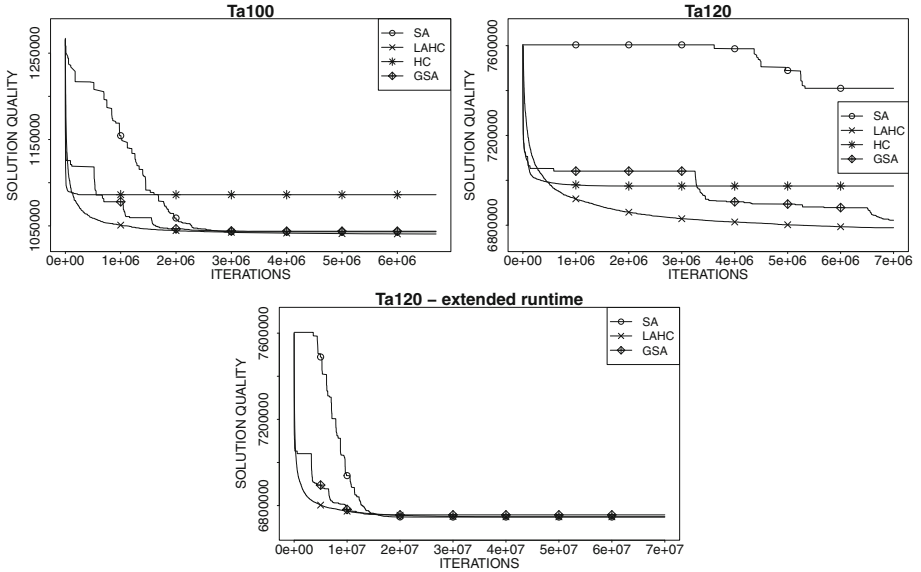 Ta100
SOLUTION QUALITY
1050000 1150000 1250000
SA
LAHC
HC
GSA
0e+00 1e+06 2e+06 3e+06 4e+06 5e+06 6e+06
ITERATIONS
Ta120
SOLUTION QUALITY
6800000 7200000 7600000
SA
LAHC
HC
GSA
0e+00 1e+06 2e+06 3e+06 4e+06 5e+06 6e+06 7e+06
ITERATIONS
Ta120 – extended runtime
SOLUTION QUALITY
6800000 7200000 7600000
SA
LAHC
GSA
0e+00 1e+07 2e+07 3e+07 4e+07 5e+07 6e+07 7e+07
ITERATIONS